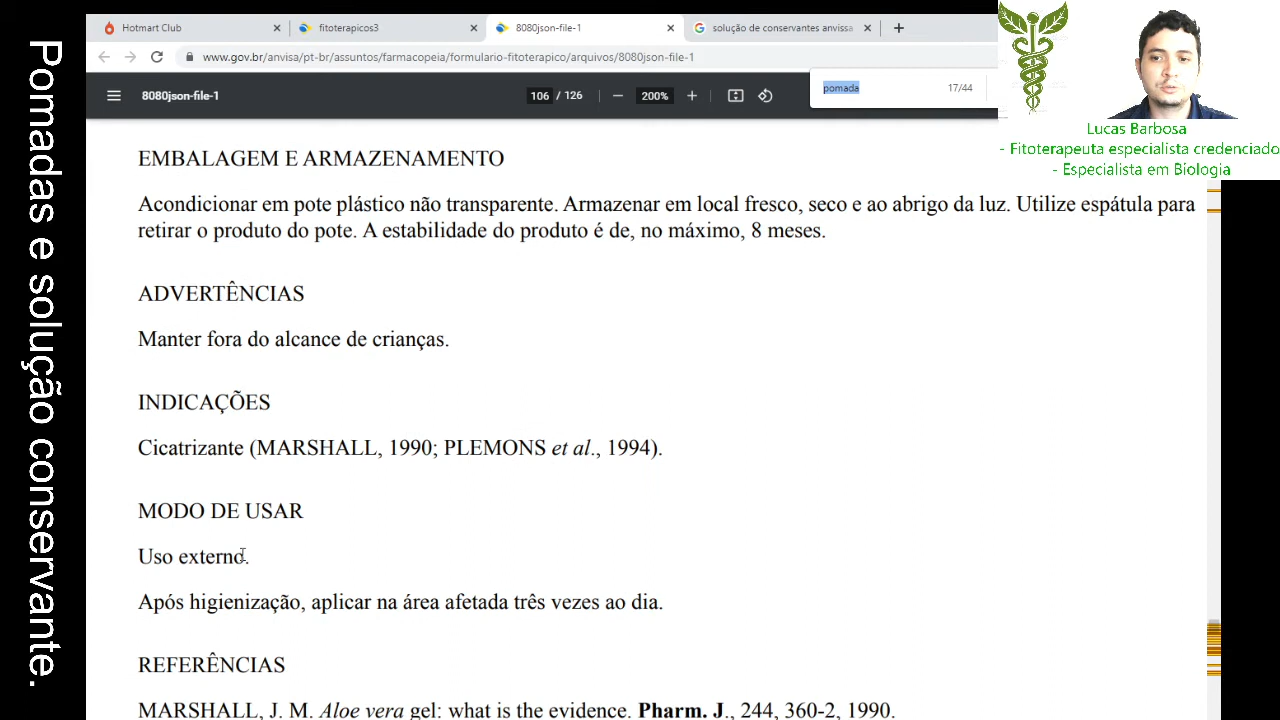 Pomadas e solução conservante.
Hotmart Club
fitoterapicos3
8080json-file-1
solução de conservantes anvissa
www.gov.br/anvisa/pt-br/assuntos/farmacopeia/formulario-fitoterapico/arquivos/8080json-file-1
8080json-file-1
106 / 126
200%
pomada
17/44
Lucas Barbosa
- Fitoterapeuta especialista credenciado
- Especialista em Biologia
EMBALAGEM E ARMAZENAMENTO
Acondicionar em pote plástico não transparente. Armazenar em local fresco, seco e ao abrigo da luz. Utilize espátula para
retirar o produto do pote. A estabilidade do produto é de, no máximo, 8 meses.
ADVERTÊNCIAS
Manter fora do alcance de crianças.
INDICAÇÕES
Cicatrizante (MARSHALL, 1990; PLEMONS et al., 1994).
MODO DE USAR
Uso externo.
Após higienização, aplicar na área afetada três vezes ao dia.
REFERÊNCIAS
MARSHALL, J. M. Aloe vera gel: what is the evidence. Pharm. J., 244, 360-2, 1990.